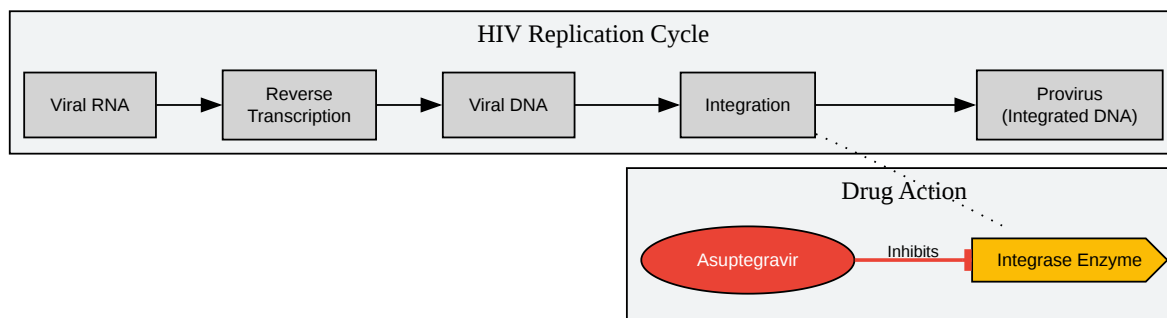 HIV Replication Cycle
Viral RNA
Reverse
Transcription
Viral DNA
Integration
Provirus
(Integrated DNA)
Drug Action
Asuptegravir
Inhibits
Integrase Enzyme